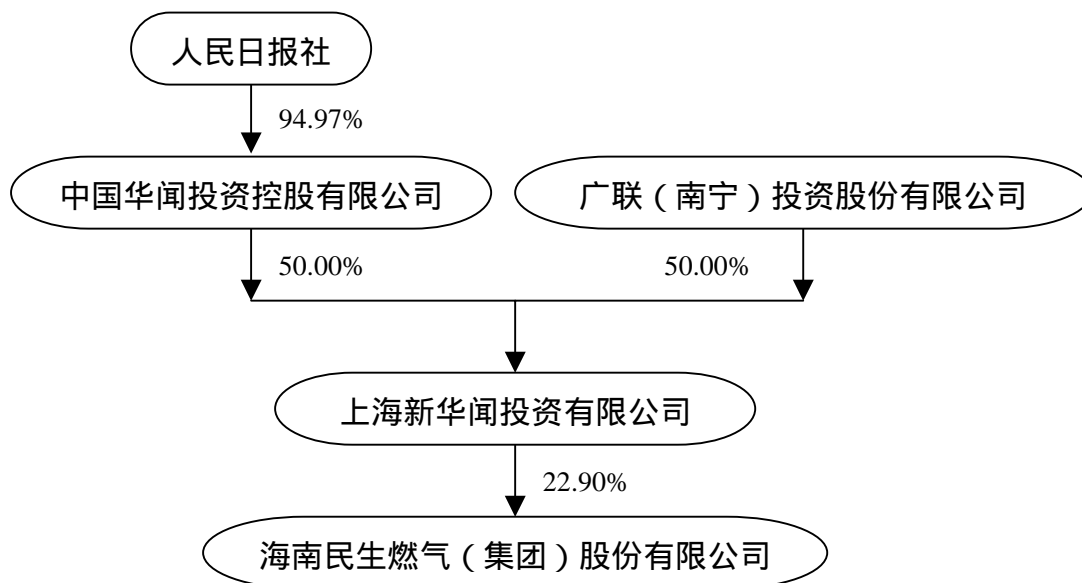 人民日报社
94.97%
中国华闻投资控股有限公司
广联（南宁）投资股份有限公司
50.00%
50.00%
上海新华闻投资有限公司
22.90%
海南民生燃气（集团）股份有限公司